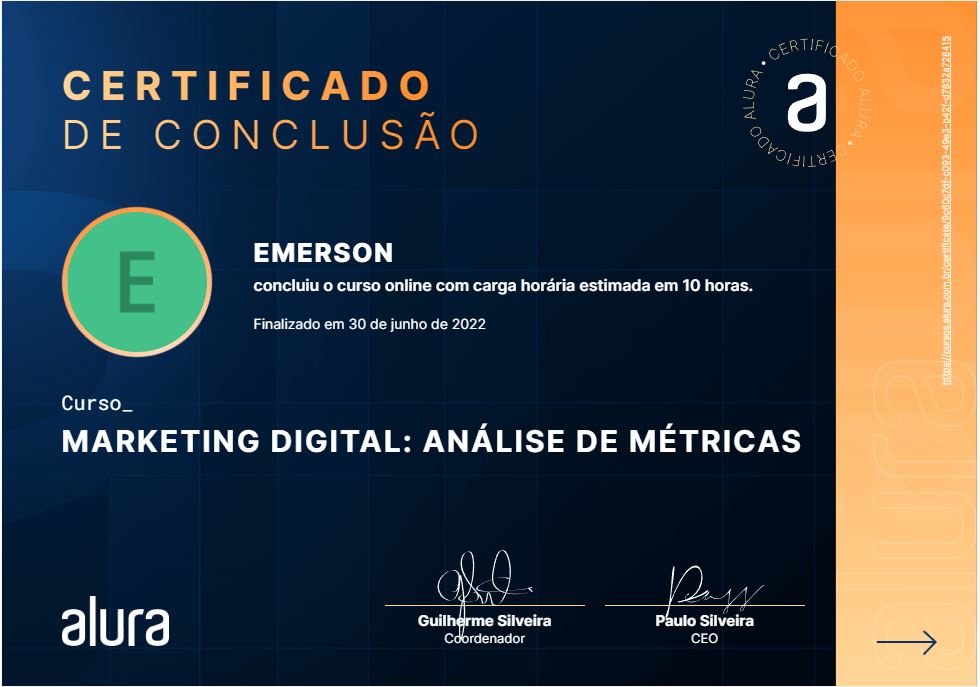 CERTIFICADO
DE CONCLUSÃO
CERTIFICADO ALURA • CERTIFICADO ALURA •
a
E
EMERSON
concluiu o curso online com carga horária estimada em 10 horas.
Finalizado em 30 de junho de 2022
Curso_
MARKETING DIGITAL: ANÁLISE DE MÉTRICAS
alura
Guilherme Silveira
Coordenador
Paulo Silveira
CEO
alura